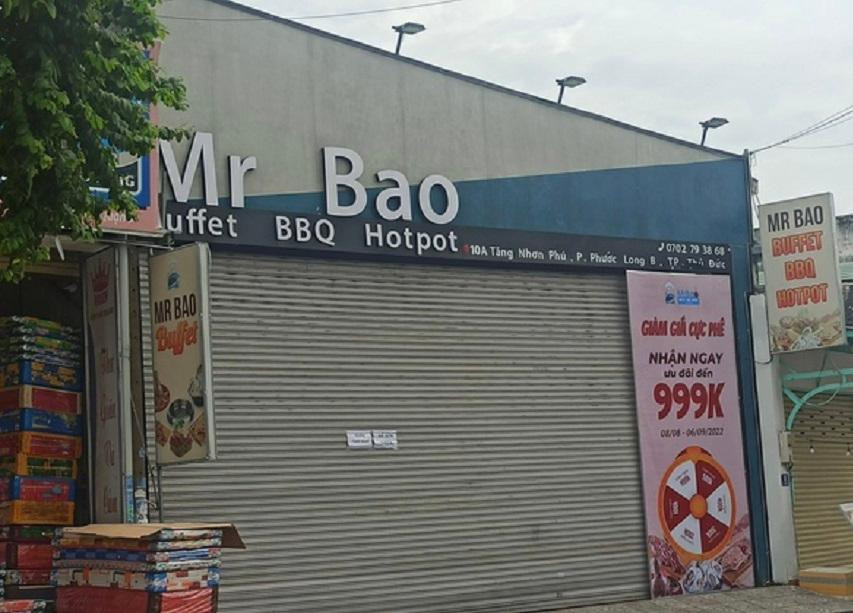 Mr Bao
uffet BBQ Hotpot
10A Tăng Nhơn Phú . P. Phước Long B . TP. Thủ Đức
0702 79 38 68
MR BAO
Buffet
MR BAO
BUFFET
BBQ
HOTPOT
GIẢM GIÁ CỰC PHÊ
NHẬN NGAY
ưu đãi đến
999K
08/08 - 06/09/2022